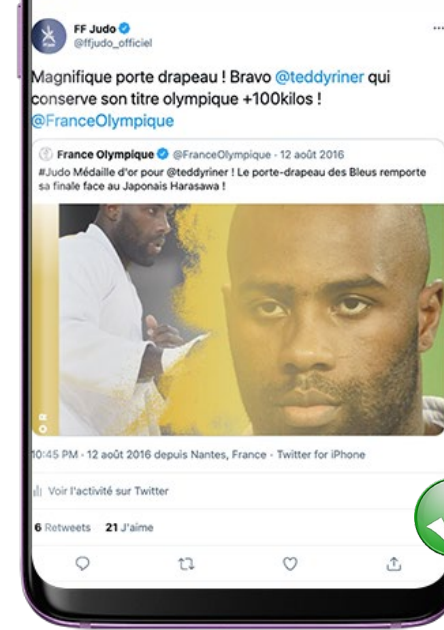 FF Judo
@ffjudo_officiel
Magnifique porte drapeau ! Bravo @teddyriner qui
conserve son titre olympique +100kilos !
@FranceOlympique
France Olympique @FranceOlympique · 12 août 2016
#Judo Médaille d'or pour @teddyriner ! Le porte-drapeau des Bleus remporte
sa finale face au Japonais Harasawa !
OR
10:45 PM · 12 août 2016 depuis Nantes, France · Twitter for iPhone
Voir l'activité sur Twitter
6 Retweets 21 J'aime